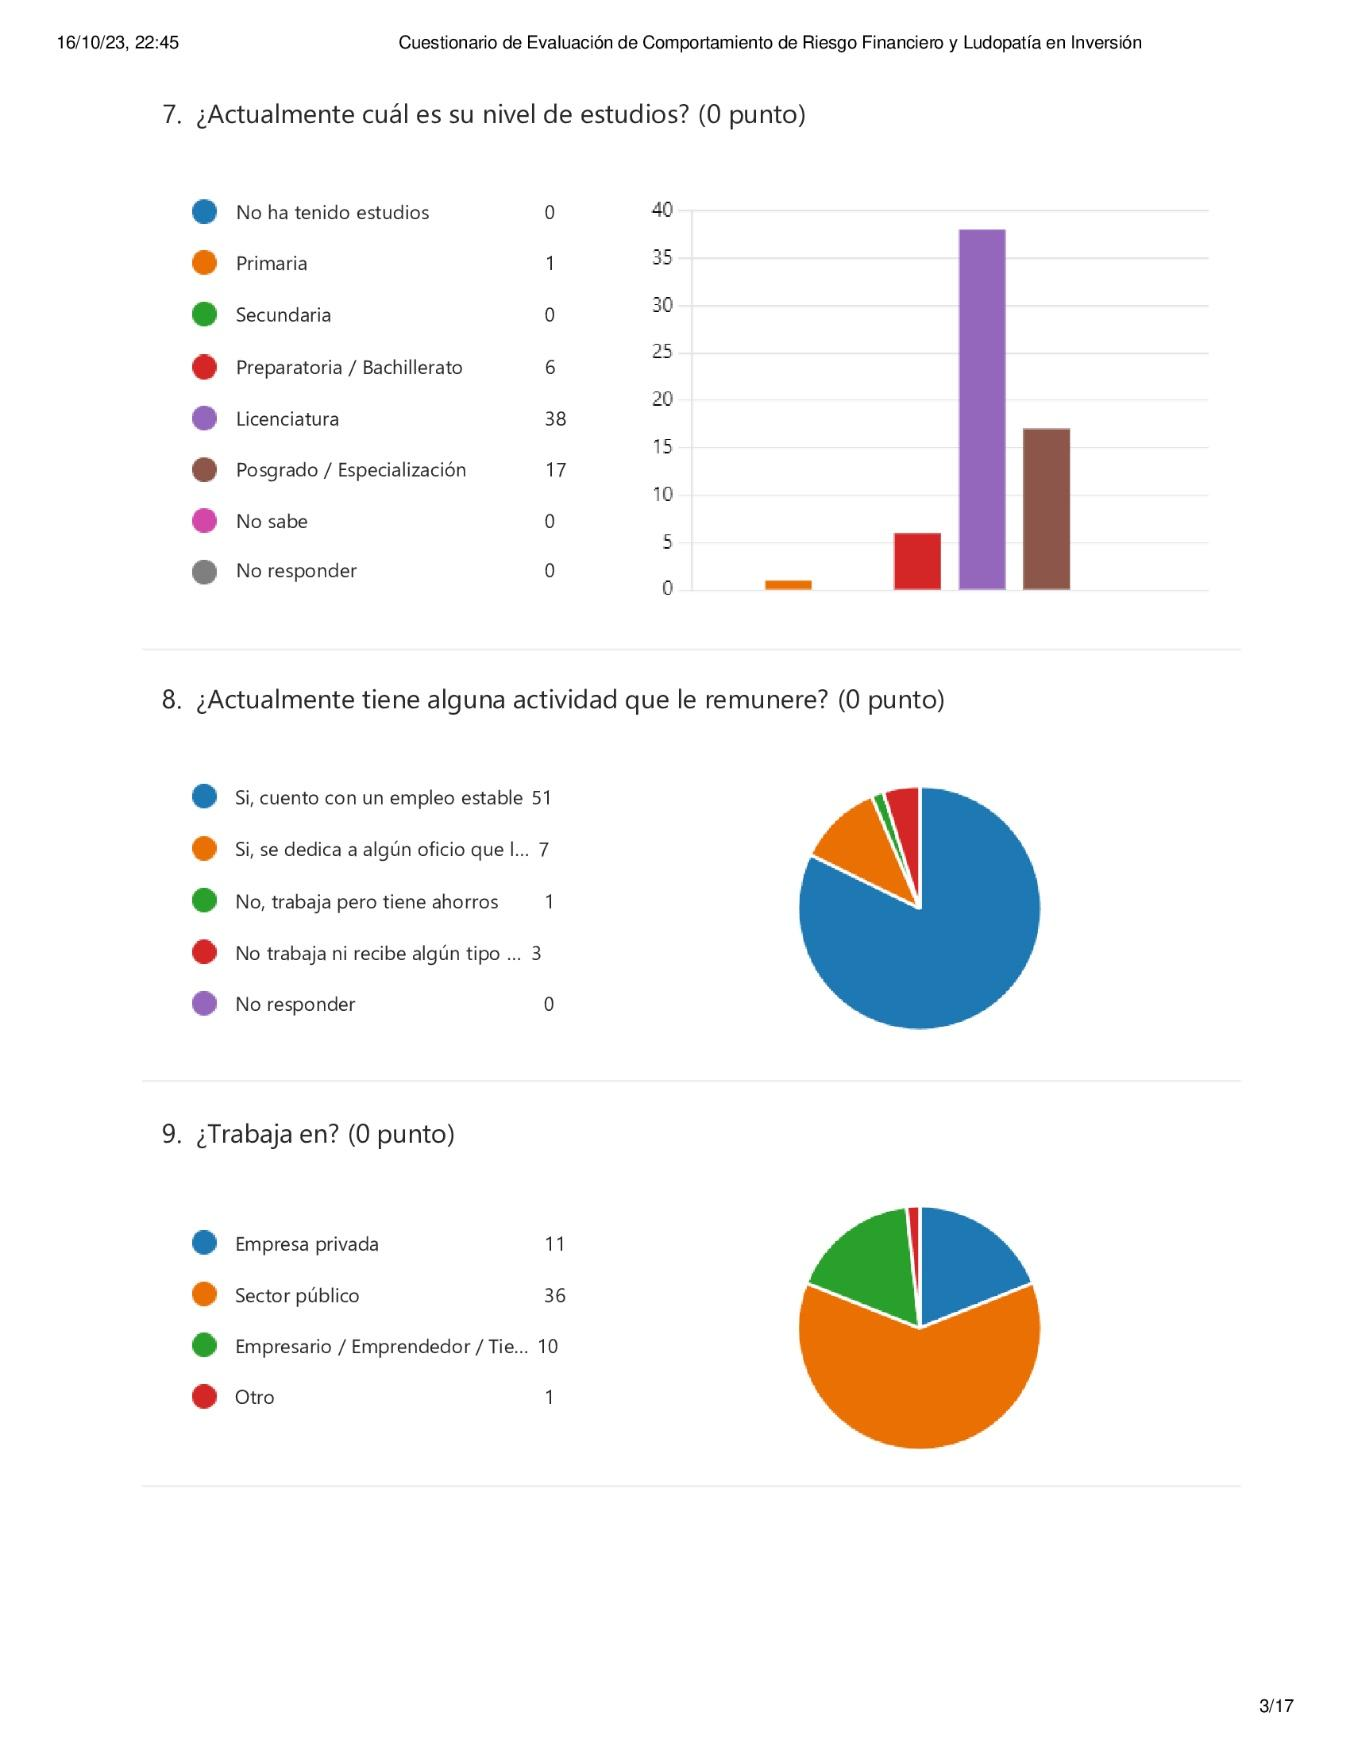 16/10/23, 22:45 Cuestionario de Evaluación de Comportamiento de Riesgo Financiero y Ludopatía en Inversión
7. ¿Actualmente cuál es su nivel de estudios? (0 punto)
No ha tenido estudios 0
Primaria 1
Secundaria 0
Preparatoria / Bachillerato 6
Licenciatura 38
Posgrado / Especialización 17
No sabe 0
No responder 0
40
35
30
25
20
15
10
5
0
8. ¿Actualmente tiene alguna actividad que le remunere? (0 punto)
Si, cuento con un empleo estable 51
Si, se dedica a algún oficio que l... 7
No, trabaja pero tiene ahorros 1
No trabaja ni recibe algún tipo ... 3
No responder 0
9. ¿Trabaja en? (0 punto)
Empresa privada 11
Sector público 36
Empresario / Emprendedor / Tie... 10
Otro 1
3/17